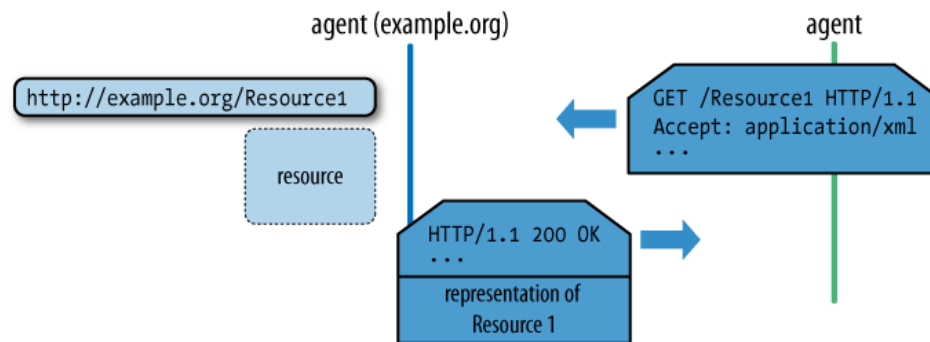 agent (example.org)
agent
http://example.org/Resource1
GET /Resource1 HTTP/1.1
Accept: application/xml
...
resource
HTTP/1.1 200 OK
...
representation of
Resource 1